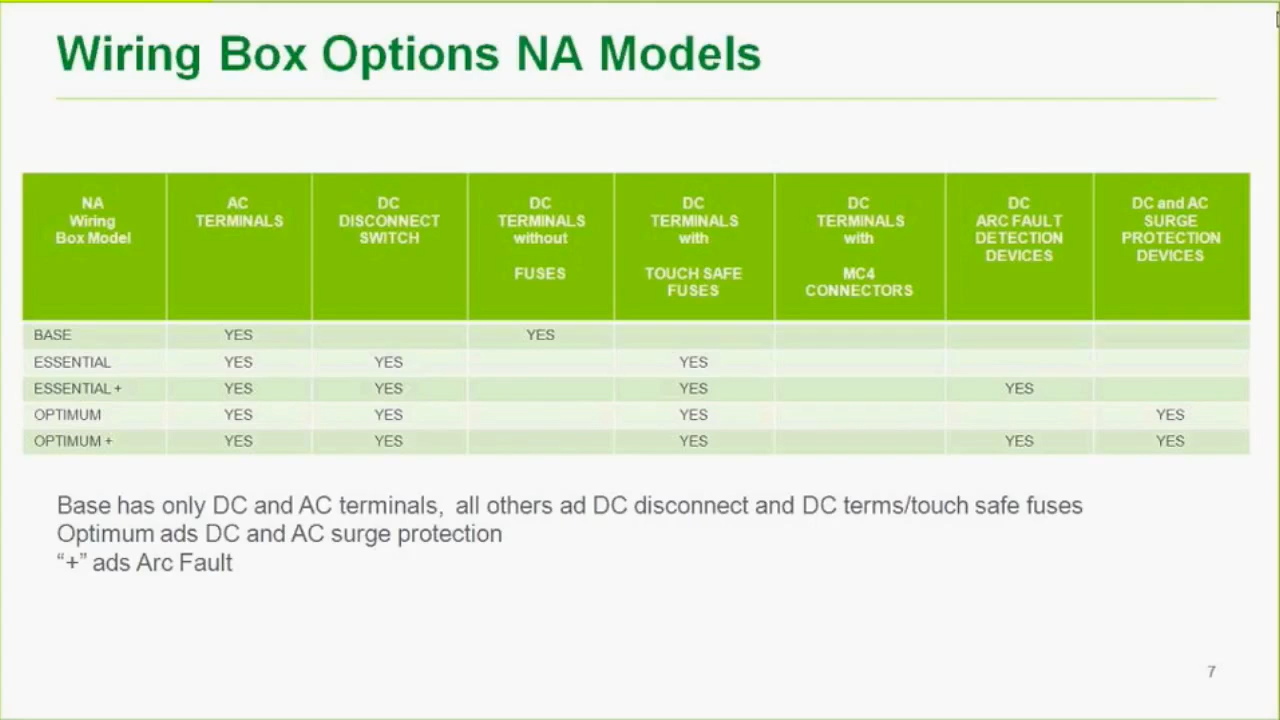 Wiring Box Options NA Models
NA Wiring Box Model | AC TERMINALS | DC DISCONNECT SWITCH | DC TERMINALS without FUSES | DC TERMINALS with TOUCH SAFE FUSES | DC TERMINALS with MC4 CONNECTORS | DC ARC FAULT DETECTION DEVICES | DC and AC SURGE PROTECTION DEVICES
BASE | YES | | YES | | | |
ESSENTIAL | YES | YES | | YES | | |
ESSENTIAL + | YES | YES | | YES | | YES |
OPTIMUM | YES | YES | | YES | | | YES
OPTIMUM + | YES | YES | | YES | | YES | YES
Base has only DC and AC terminals, all others ad DC disconnect and DC terms/touch safe fuses
Optimum ads DC and AC surge protection
“+” ads Arc Fault
7